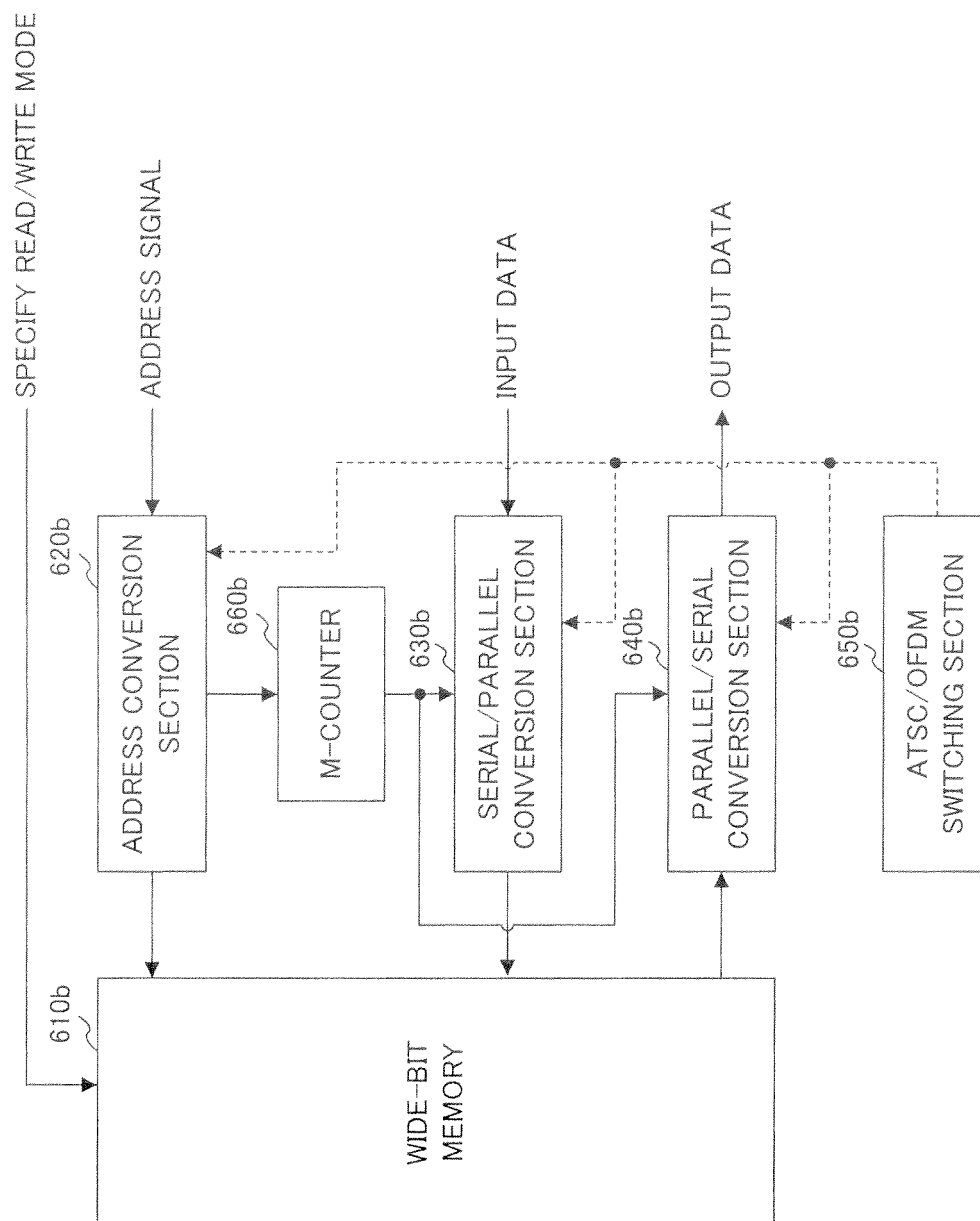 SPECIFY READ/WRITE MODE
ADDRESS SIGNAL
INPUT DATA
OUTPUT DATA
610b
WIDE-BIT
MEMORY
620b
ADDRESS CONVERSION
SECTION
660b
M-COUNTER
630b
SERIAL/PARALLEL
CONVERSION SECTION
640b
PARALLEL/SERIAL
CONVERSION SECTION
650b
ATSC/OFDM
SWITCHING SECTION